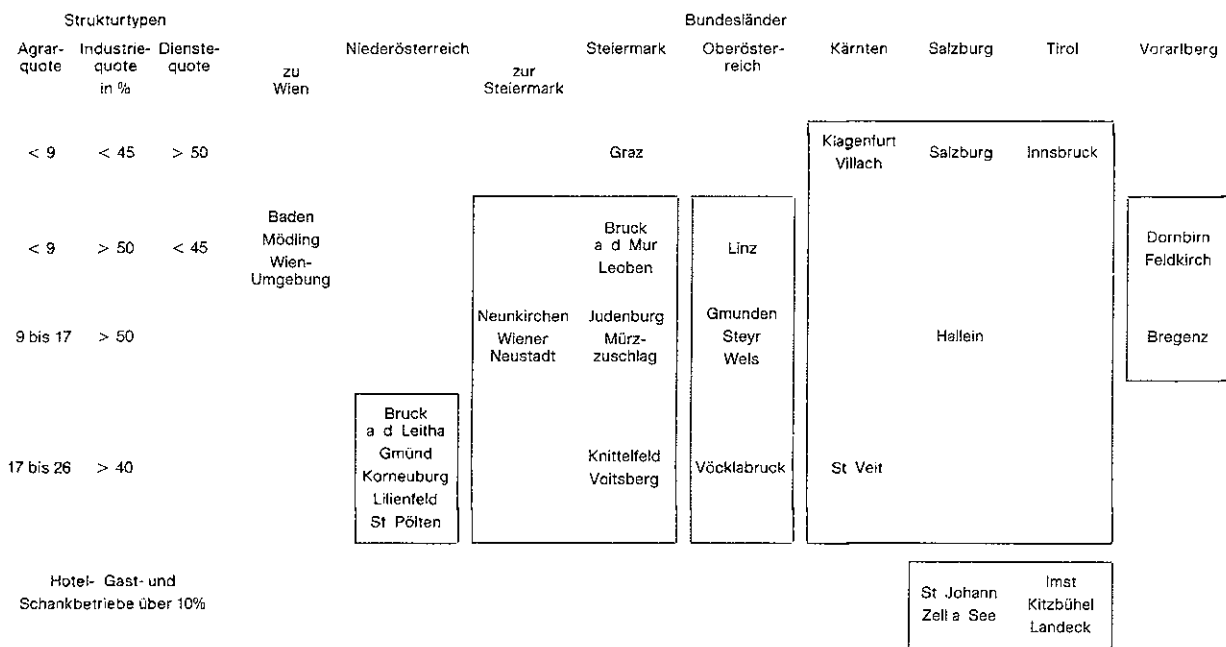 Strukturtypen Bundesländer
Agrar- Industrie- Dienste- Niederösterreich Steiermark Oberöster- Kärnten Salzburg Tirol Vorarlberg
quote quote quote reich
zu zur
in % Wien Steiermark
< 9 < 45 > 50 Graz Klagenfurt Salzburg Innsbruck
Villach
Baden
< 9 > 50 < 45 Mödling Bruck Linz Dornbirn
Wien- a d Mur Feldkirch
Umgebung Leoben
Neunkirchen Judenburg Gmunden
9 bis 17 > 50 Wiener Mürz- Steyr Hallein Bregenz
Neustadt zuschlag Wels
Bruck
a d Leitha
Gmünd Knittelfeld
17 bis 26 > 40 Korneuburg Voitsberg Vöcklabruck St Veit
Lilienfeld
St Pölten
Hotel- Gast- und St Johann Imst
Schankbetriebe über 10% Zell a See Kitzbühel
Landeck